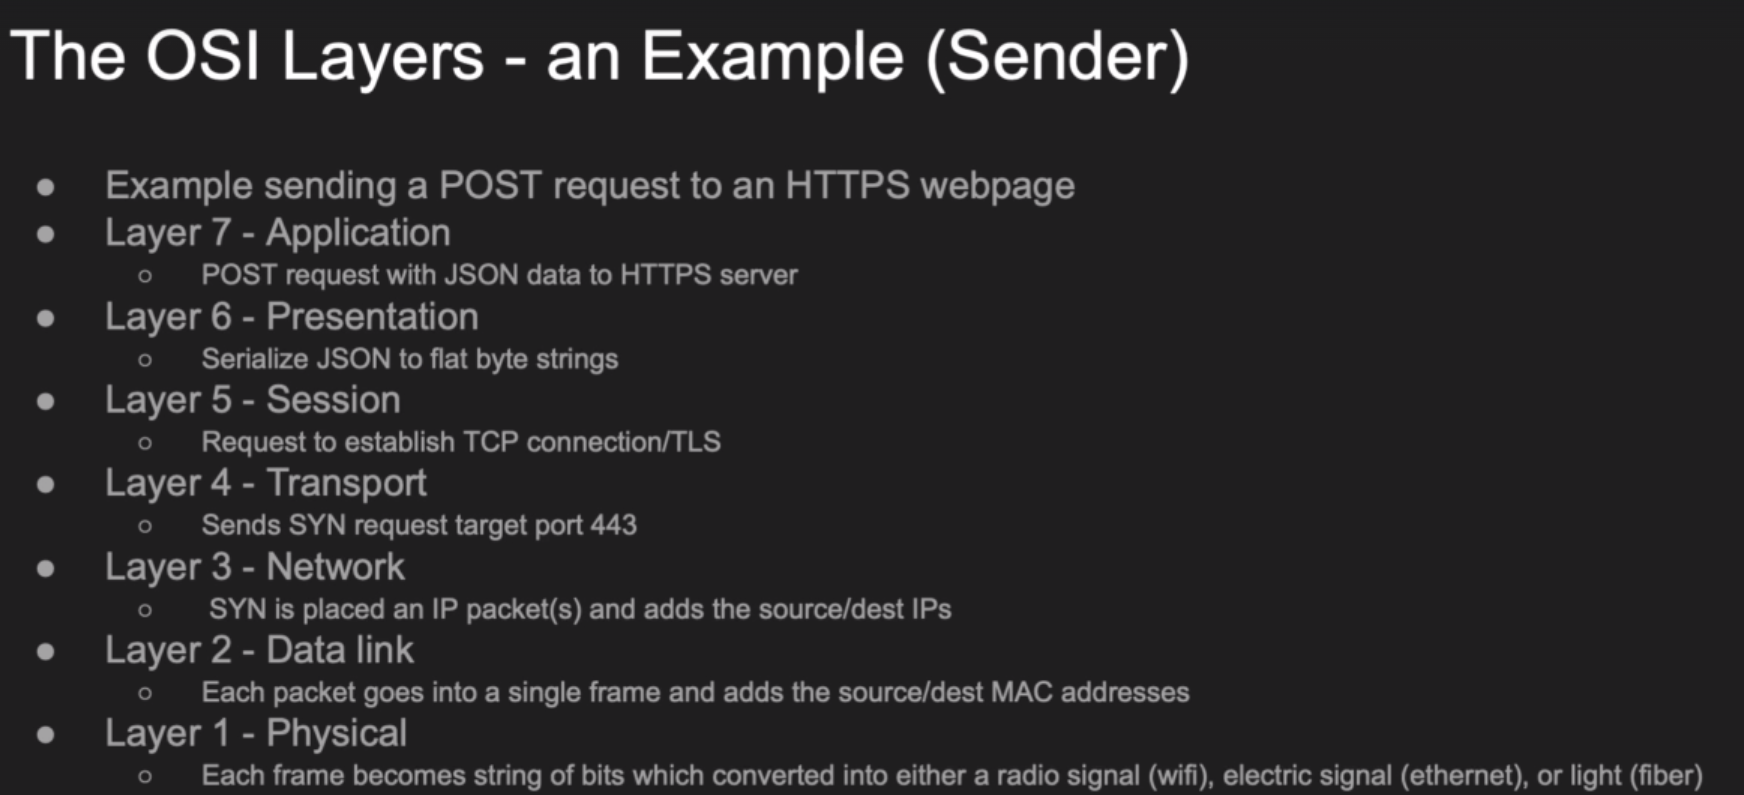 The OSI Layers - an Example (Sender)
● Example sending a POST request to an HTTPS webpage
● Layer 7 - Application
○ POST request with JSON data to HTTPS server
● Layer 6 - Presentation
○ Serialize JSON to flat byte strings
● Layer 5 - Session
○ Request to establish TCP connection/TLS
● Layer 4 - Transport
○ Sends SYN request target port 443
● Layer 3 - Network
○ SYN is placed an IP packet(s) and adds the source/dest IPs
● Layer 2 - Data link
○ Each packet goes into a single frame and adds the source/dest MAC addresses
● Layer 1 - Physical
○ Each frame becomes string of bits which converted into either a radio signal (wifi), electric signal (ethernet), or light (fiber)